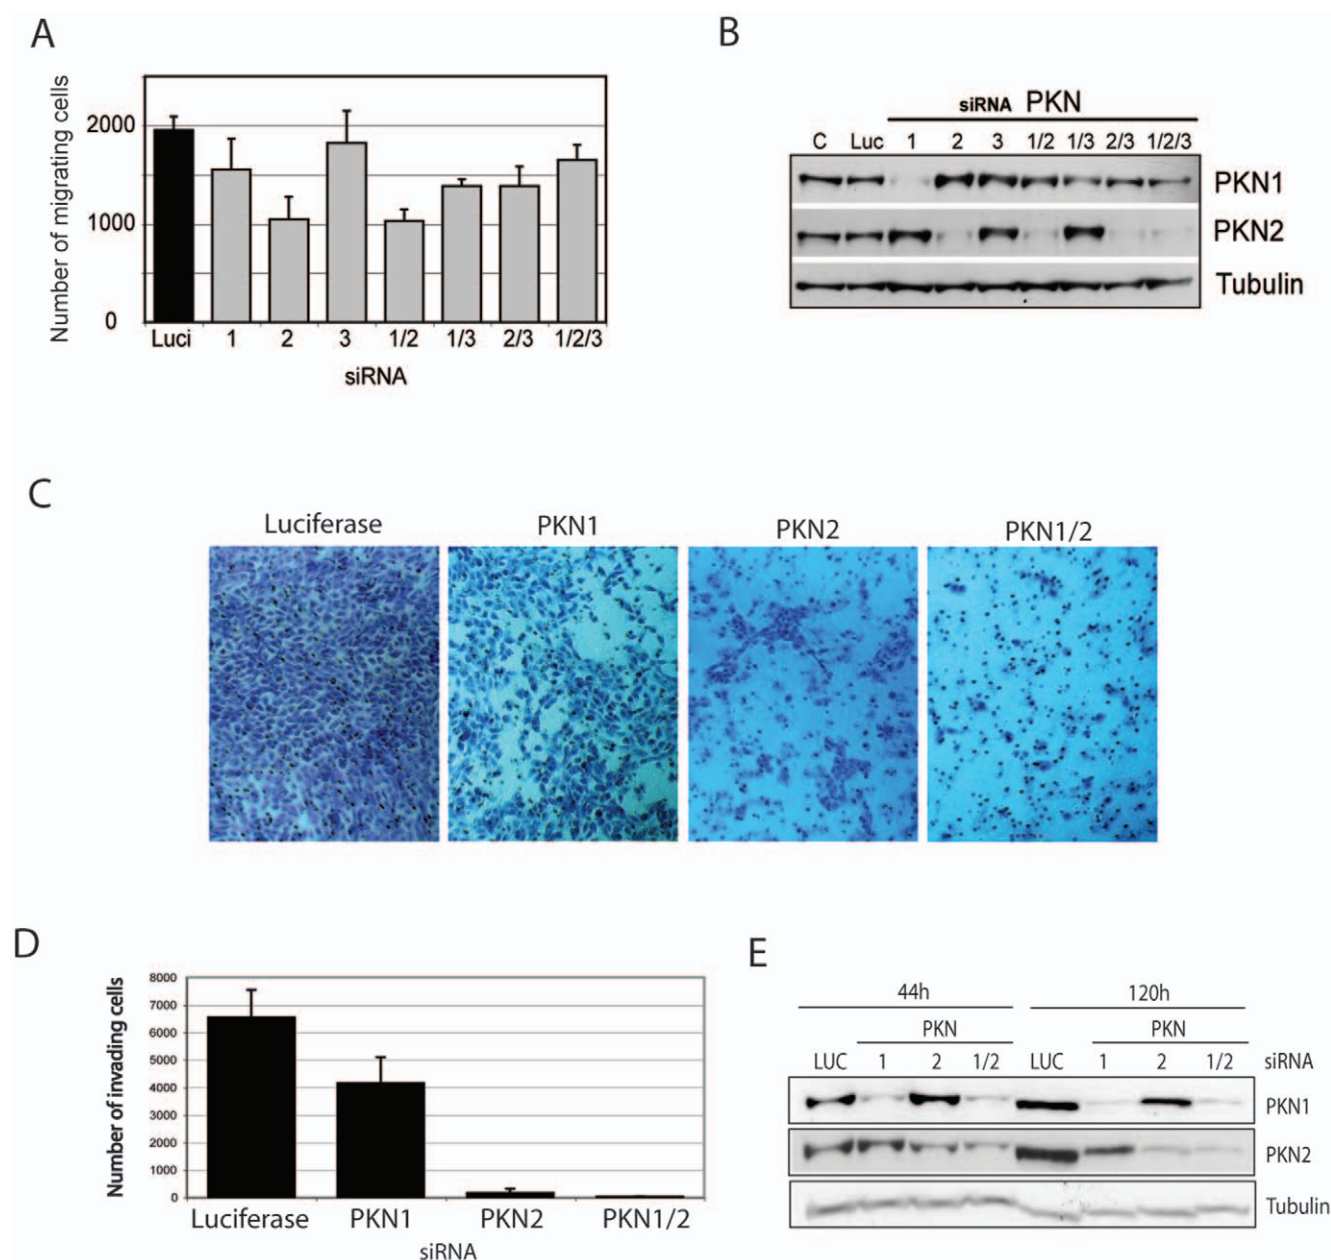 A
Number of migrating cells
2000
1000
0
Luci 1 2 3 1/2 1/3 2/3 1/2/3
siRNA
B
siRNA PKN
C Luc 1 2 3 1/2 1/3 2/3 1/2/3
PKN1
PKN2
Tubulin
C
Luciferase PKN1 PKN2 PKN1/2
D
Number of invading cells
8000
7000
6000
5000
4000
3000
2000
1000
0
Luciferase PKN1 PKN2 PKN1/2
siRNA
E
44h 120h
PKN PKN
LUC 1 2 1/2 LUC 1 2 1/2 siRNA
PKN1
PKN2
Tubulin